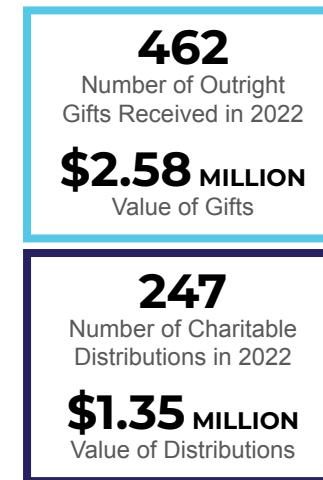 462
Number of Outright
Gifts Received in 2022
$2.58 MILLION
Value of Gifts
247
Number of Charitable
Distributions in 2022
$1.35 MILLION
Value of Distributions